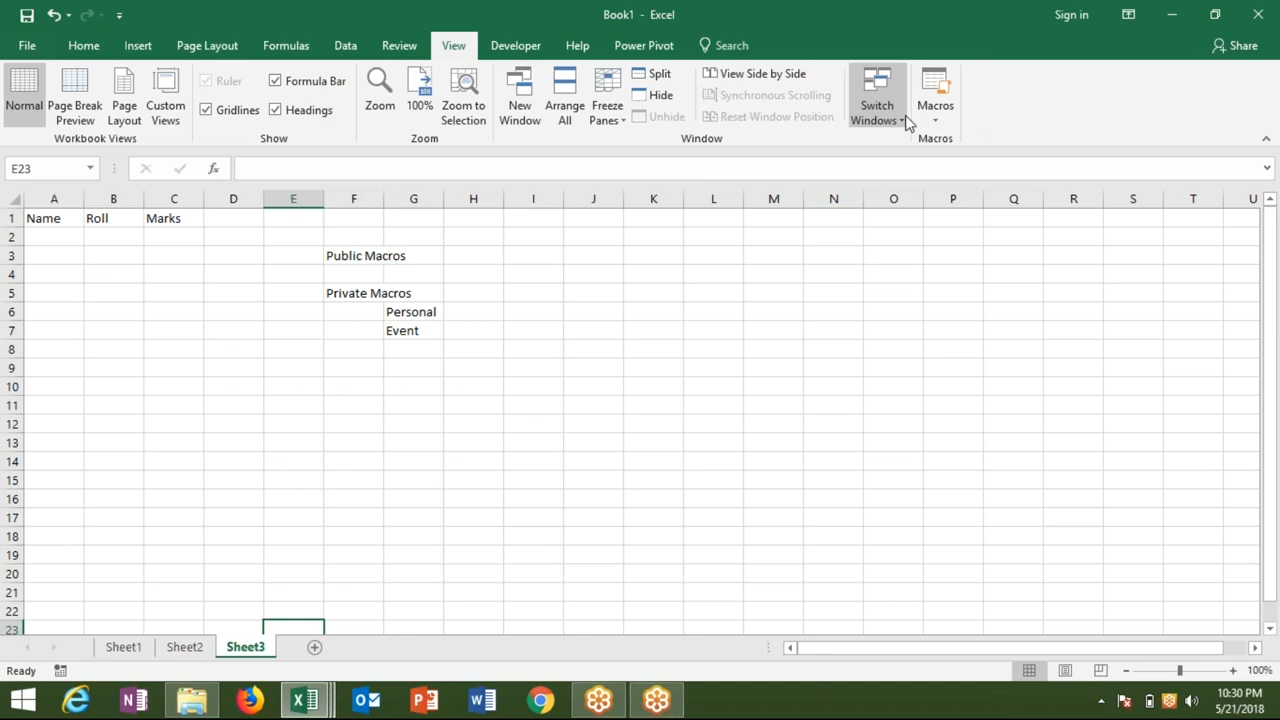 Book1 - Excel
Sign in
File Home Insert Page Layout Formulas Data Review View Developer Help Power Pivot Search Share
Normal
Page Break Preview
Page Layout
Custom Views
Workbook Views
Ruler
Formula Bar
Gridlines
Headings
Show
Zoom
100%
Zoom to Selection
Zoom
New Window
Arrange All
Freeze Panes
Split
Hide
Unhide
View Side by Side
Synchronous Scrolling
Reset Window Position
Window
Switch Windows
Macros
Macros
E23
fx
A B C D E F G H I J K L M N O P Q R S T U
1 Name Roll Marks
2
3 Public Macros
4
5 Private Macros
6 Personal
7 Event
8
9
10
11
12
13
14
15
16
17
18
19
20
21
22
23
Sheet1 Sheet2 Sheet3
Ready
100%
10:30 PM
5/21/2018